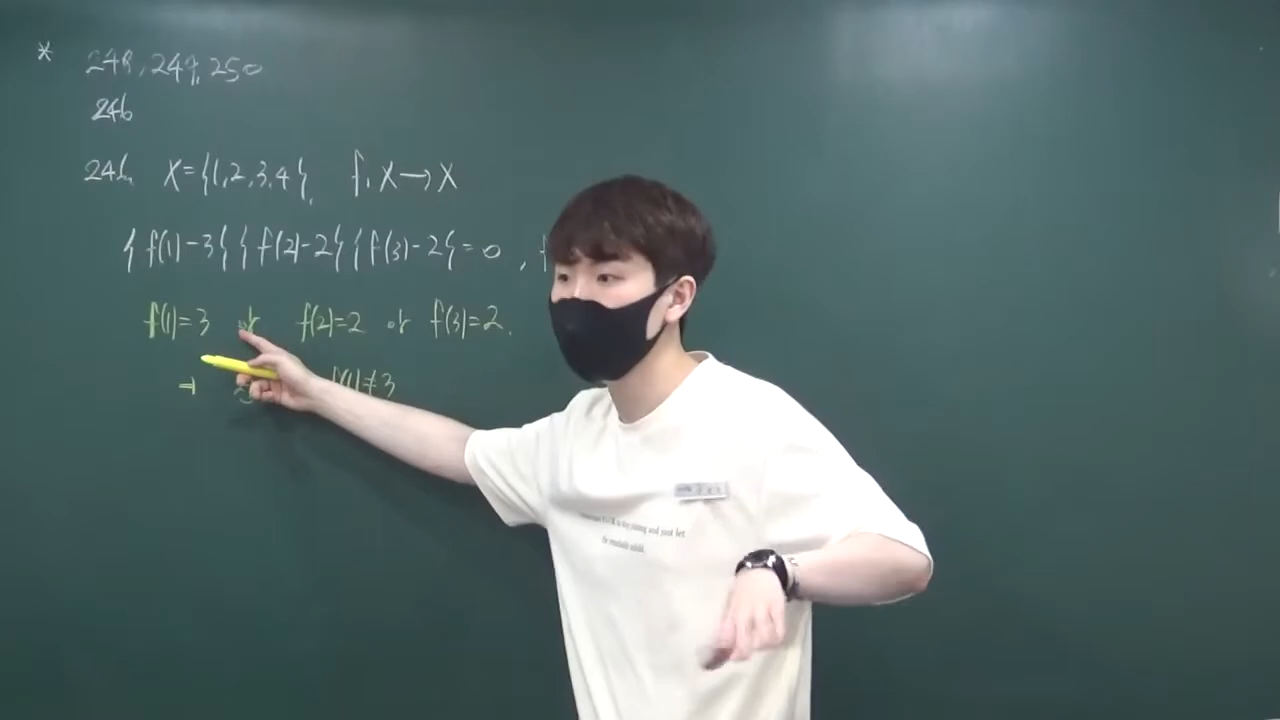 * 248, 249, 250
246
246. X={1,2,3,4}. f: X→X
{f(1)-3}{f(2)-2}{f(3)-2}=0, f
f(1)=3 or f(2)=2 or f(3)=2.
⇒ f(1)≠3